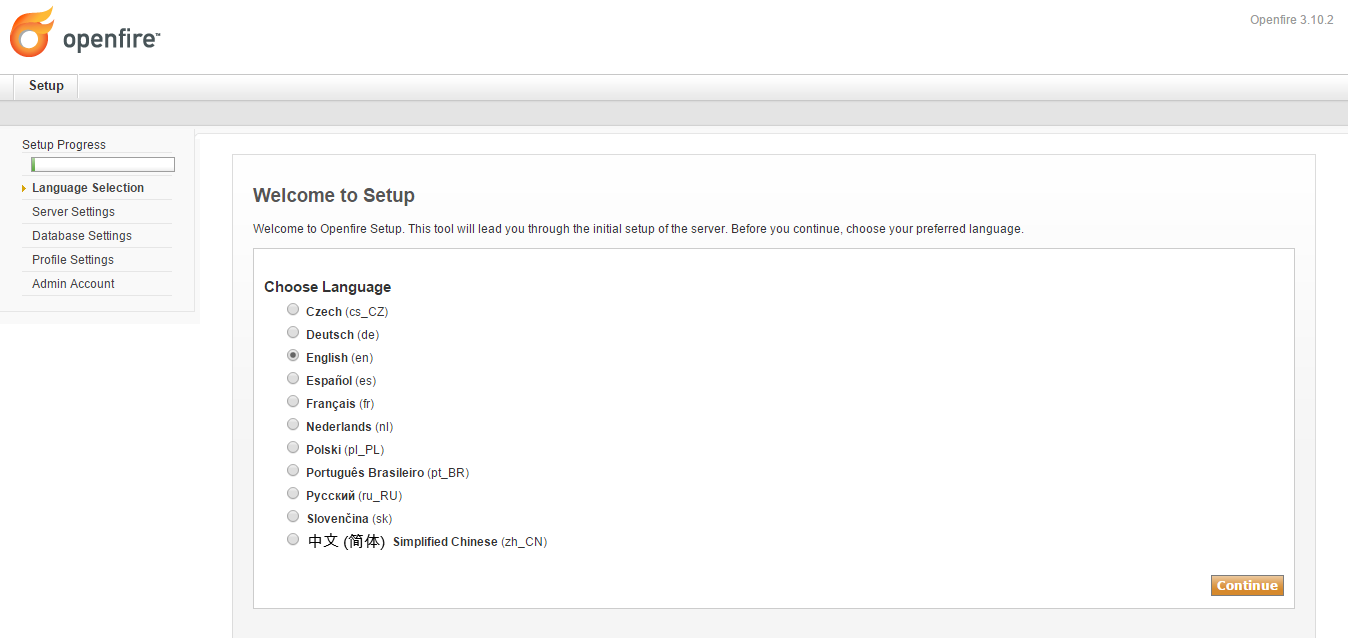 openfire™
Openfire 3.10.2
Setup
Setup Progress
Language Selection
Server Settings
Database Settings
Profile Settings
Admin Account
Welcome to Setup
Welcome to Openfire Setup. This tool will lead you through the initial setup of the server. Before you continue, choose your preferred language.
Choose Language
Czech (cs_CZ)
Deutsch (de)
English (en)
Español (es)
Français (fr)
Nederlands (nl)
Polski (pl_PL)
Português Brasileiro (pt_BR)
Русский (ru_RU)
Slovenčina (sk)
中文 (简体) Simplified Chinese (zh_CN)
Continue